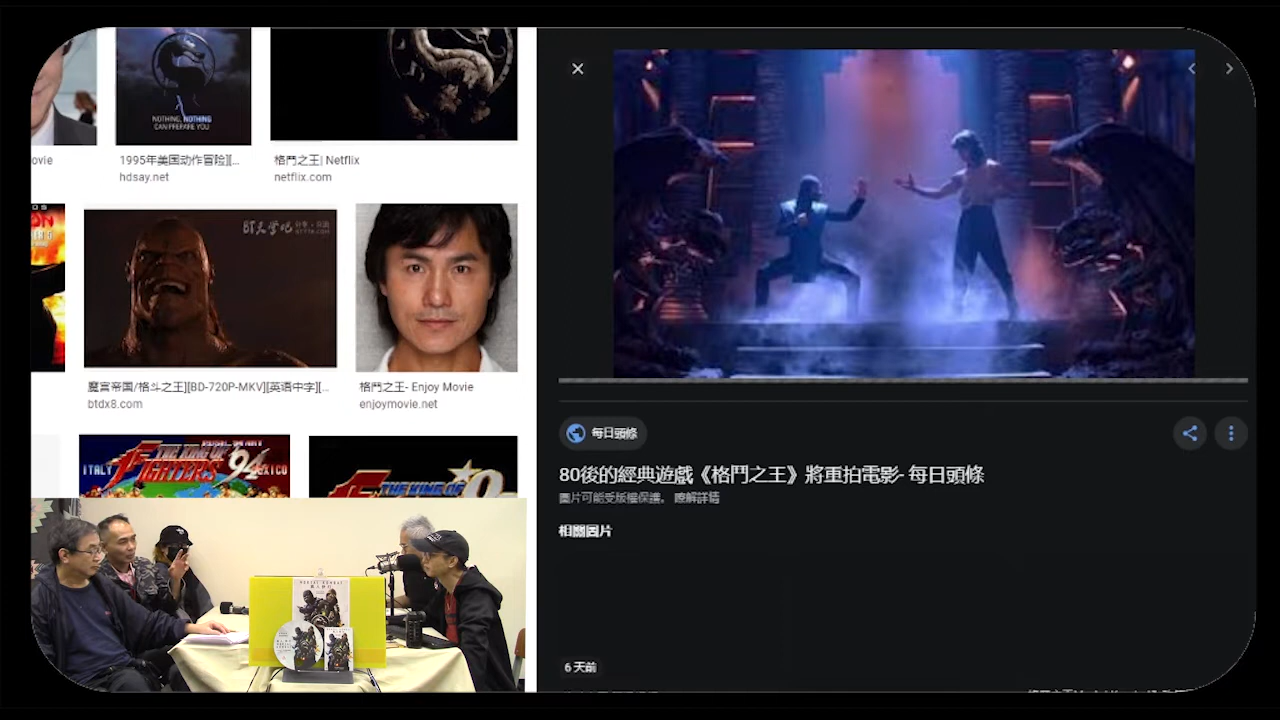 NOTHING, NOTHING
CAN PREPARE YOU
ovie
1995年美国动作冒险][...
hdsay.net
格鬥之王| Netflix
netflix.com
魔宫帝国/格斗之王][BD-720P-MKV][英语中字][...
btdx8.com
格鬥之王- Enjoy Movie
enjoymovie.net
ITALY
THE KING OF
FIGHTERS '94
MEXICO
THE KING OF
每日頭條
80後的經典遊戲《格鬥之王》將重拍電影- 每日頭條
圖片可能受版權保護。 瞭解詳情
相關圖片
6 天前